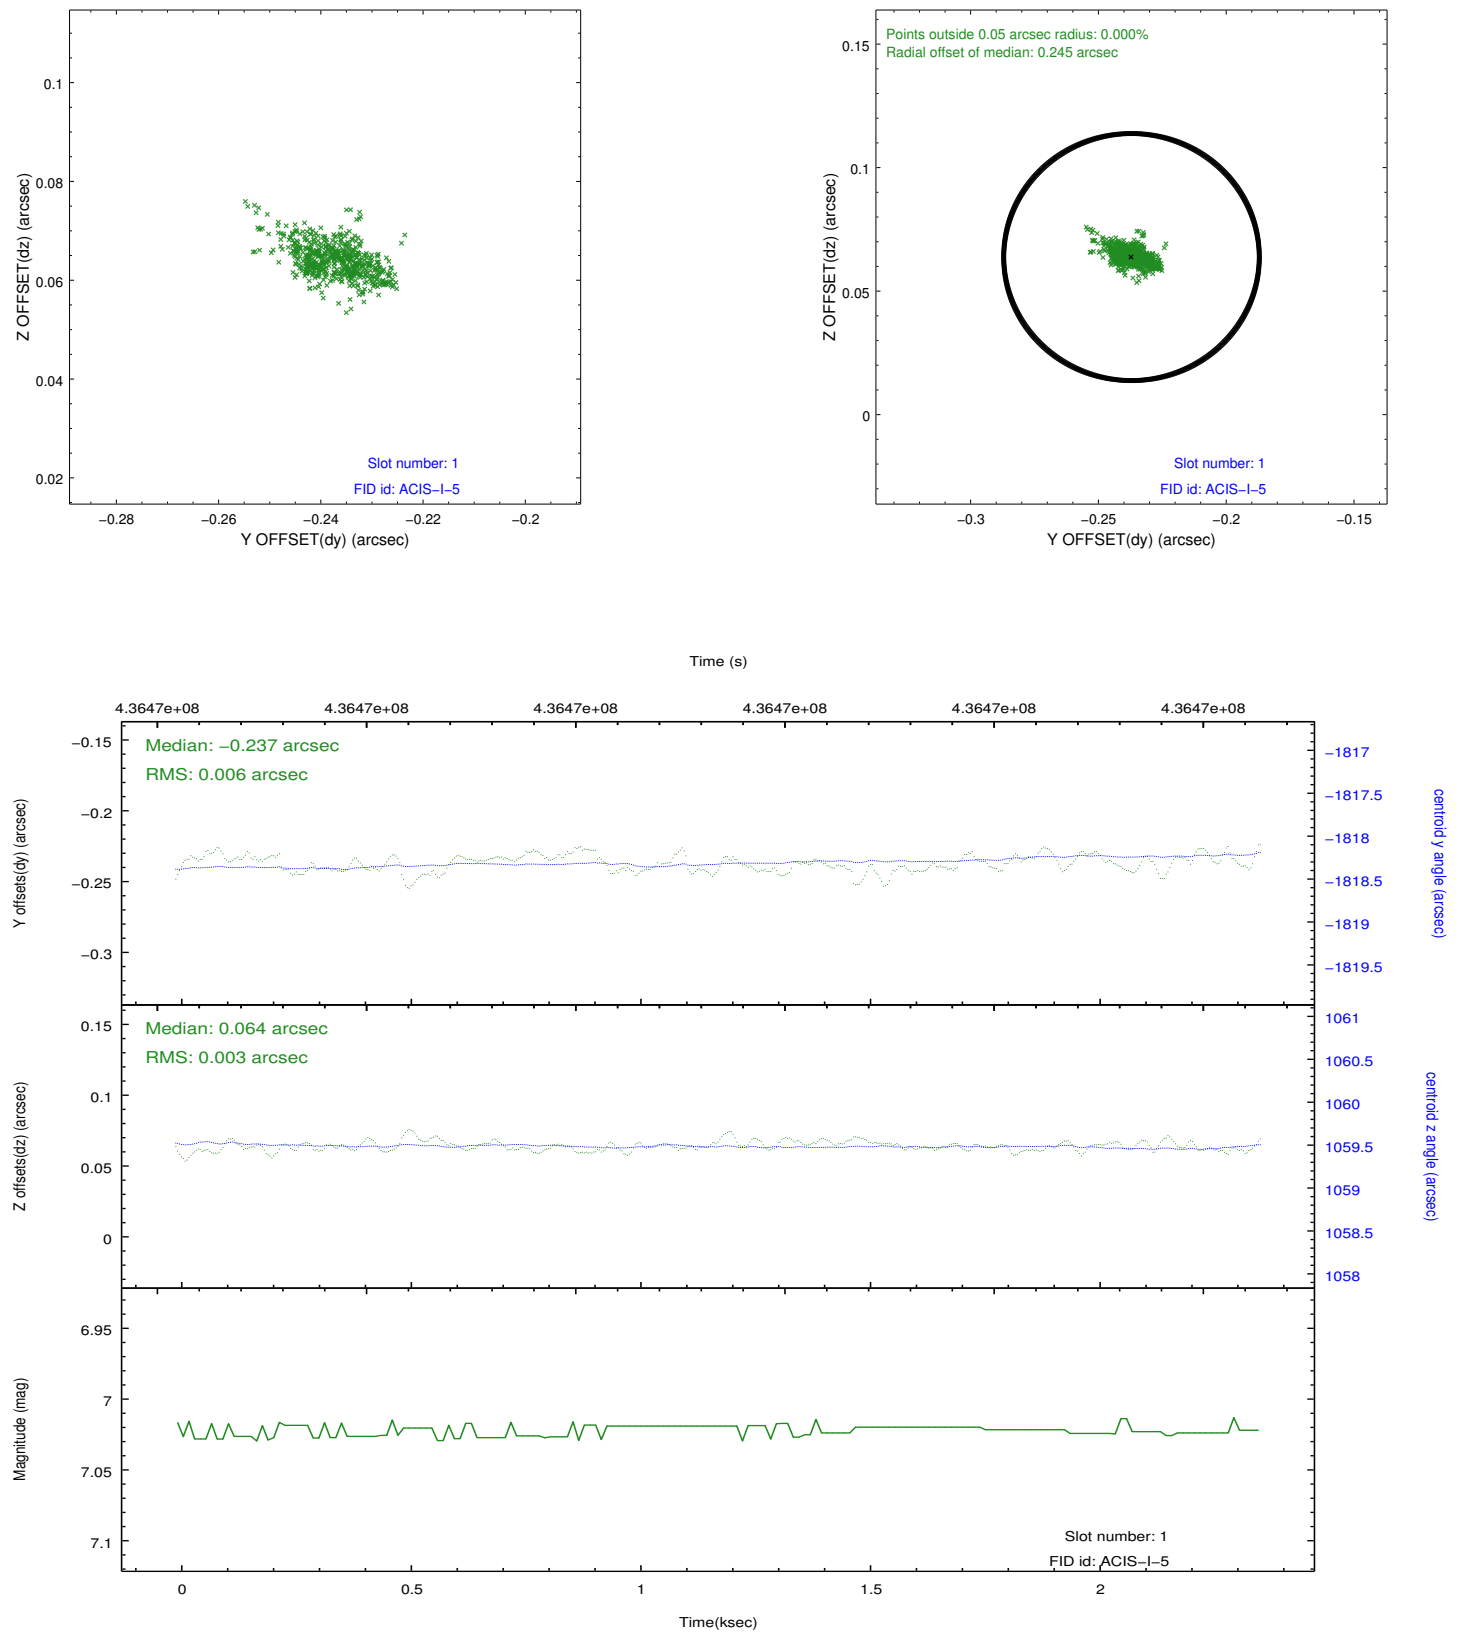 0.1
0.08
0.06
0.04
0.02
Z OFFSET(dz) (arcsec)
Slot number: 1
FID id: ACIS−I−5
−0.28
−0.26
−0.24
−0.22
−0.2
Y OFFSET(dy) (arcsec)
Points outside 0.05 arcsec radius: 0.000%
Radial offset of median: 0.245 arcsec
0.15
0.1
0.05
0
Z OFFSET(dz) (arcsec)
Slot number: 1
FID id: ACIS−I−5
−0.3
−0.25
−0.2
−0.15
Y OFFSET(dy) (arcsec)
Time (s)
4.3647e+08
4.3647e+08
4.3647e+08
4.3647e+08
4.3647e+08
4.3647e+08
Median: −0.237 arcsec
RMS: 0.006 arcsec
−0.15
−0.2
−0.25
−0.3
Y offsets(dy) (arcsec)
−1817
−1817.5
−1818
−1818.5
−1819
−1819.5
centroid y angle (arcsec)
Median: 0.064 arcsec
RMS: 0.003 arcsec
0.15
0.1
0.05
0
Z offsets(dz) (arcsec)
1061
1060.5
1060
1059.5
1059
1058.5
1058
centroid z angle (arcsec)
6.95
7
7.05
7.1
Magnitude (mag)
Slot number: 1
FID id: ACIS−I−5
0
0.5
1
1.5
2
Time(ksec)